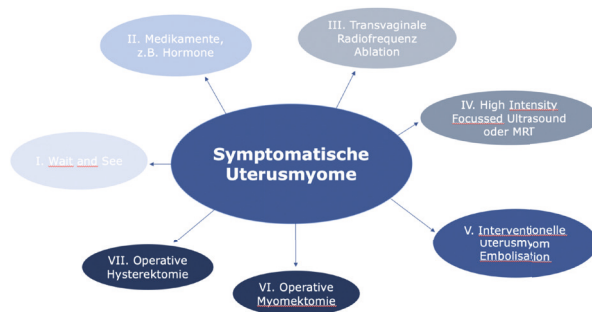 II. Medikamente,
z.B. Hormone
III. Transvaginale
Radiofrequenz
Ablation
IV. High Intensity
Focussed Ultrasound
oder MRT
I. Wait and See
Symptomatische
Uterusmyome
V. Interventionelle
Uterusmyom
Embolisation
VII. Operative
Hysterektomie
VI. Operative
Myomektomie